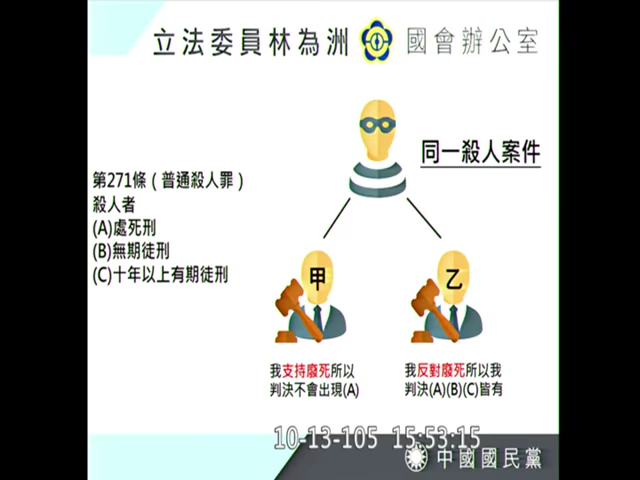 立法委員林為洲 國會辦公室
同一殺人案件
第271條(普通殺人罪)
殺人者
(A)處死刑
(B)無期徒刑
(C)十年以上有期徒刑
甲
乙
我支持廢死所以
判決不會出現(A)
我反對廢死所以我
判決(A)(B)(C)皆有
10-13-105 15:53:15
中國國民黨